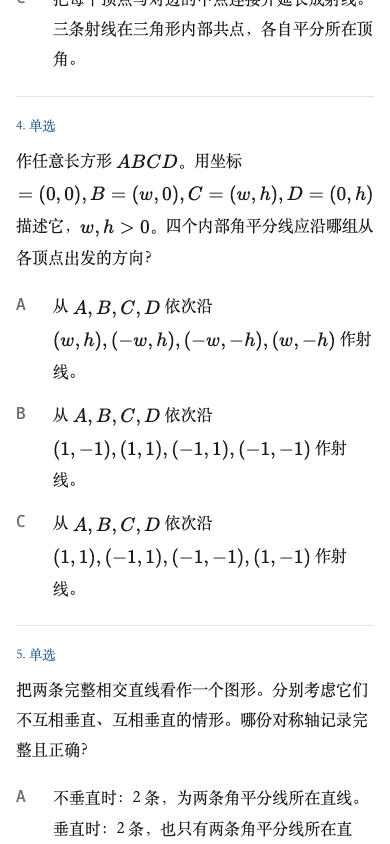 三条射线在三角形内部共点，各自平分所在顶
角。
4. 单选
作任意长方形 ABCD。用坐标
= (0, 0), B = (w, 0), C = (w, h), D = (0, h)
描述它，w, h > 0。四个内部角平分线应沿哪组从
各顶点出发的方向?
A 从 A, B, C, D 依次沿
(w, h), (−w, h), (−w, −h), (w, −h) 作射
线。
B 从 A, B, C, D 依次沿
(1, −1), (1, 1), (−1, 1), (−1, −1) 作射
线。
C 从 A, B, C, D 依次沿
(1, 1), (−1, 1), (−1, −1), (1, −1) 作射
线。
5. 单选
把两条完整相交直线看作一个图形。分别考虑它们
不互相垂直、互相垂直的情形。哪份对称轴记录完
整且正确?
A 不垂直时：2 条，为两条角平分线所在直线。
垂直时：2 条，也只有两条角平分线所在直